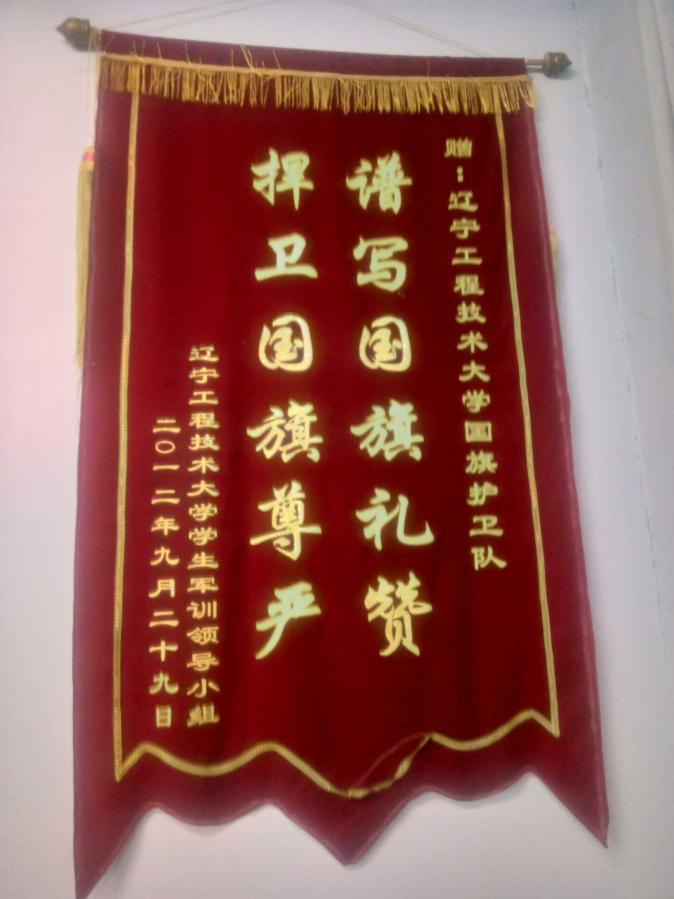 赠：辽宁工程技术大学国旗护卫队
谱写国旗礼赞
捍卫国旗尊严
辽宁工程技术大学学生军训领导小组
二〇一二年九月二十九日